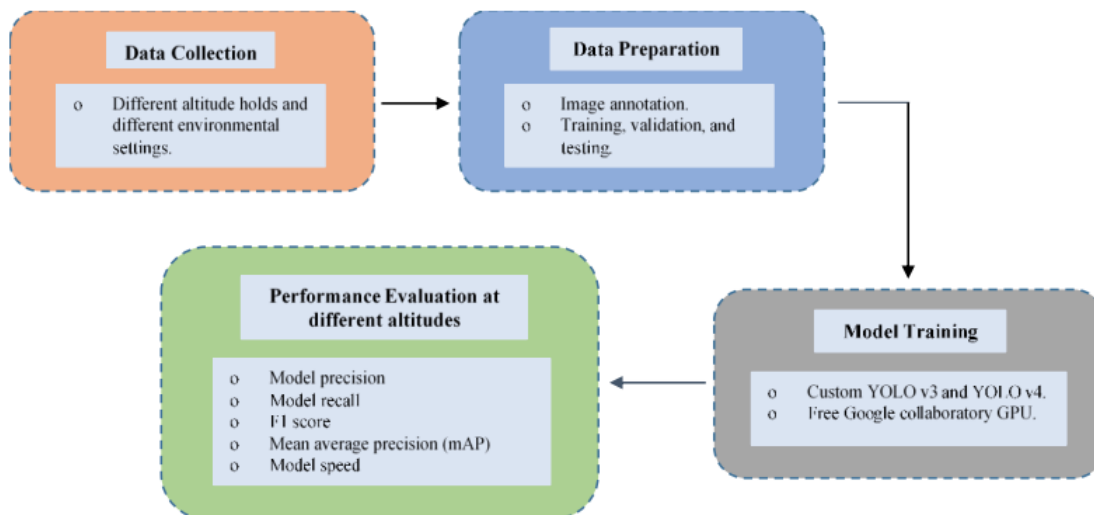 Data Collection
o Different altitude holds and
different environmental
settings.
Data Preparation
o Image annotation.
o Training, validation, and
testing.
Model Training
o Custom YOLO v3 and YOLO v4.
o Free Google collaboratory GPU.
Performance Evaluation at
different altitudes
o Model precision
o Model recall
o F1 score
o Mean average precision (mAP)
o Model speed